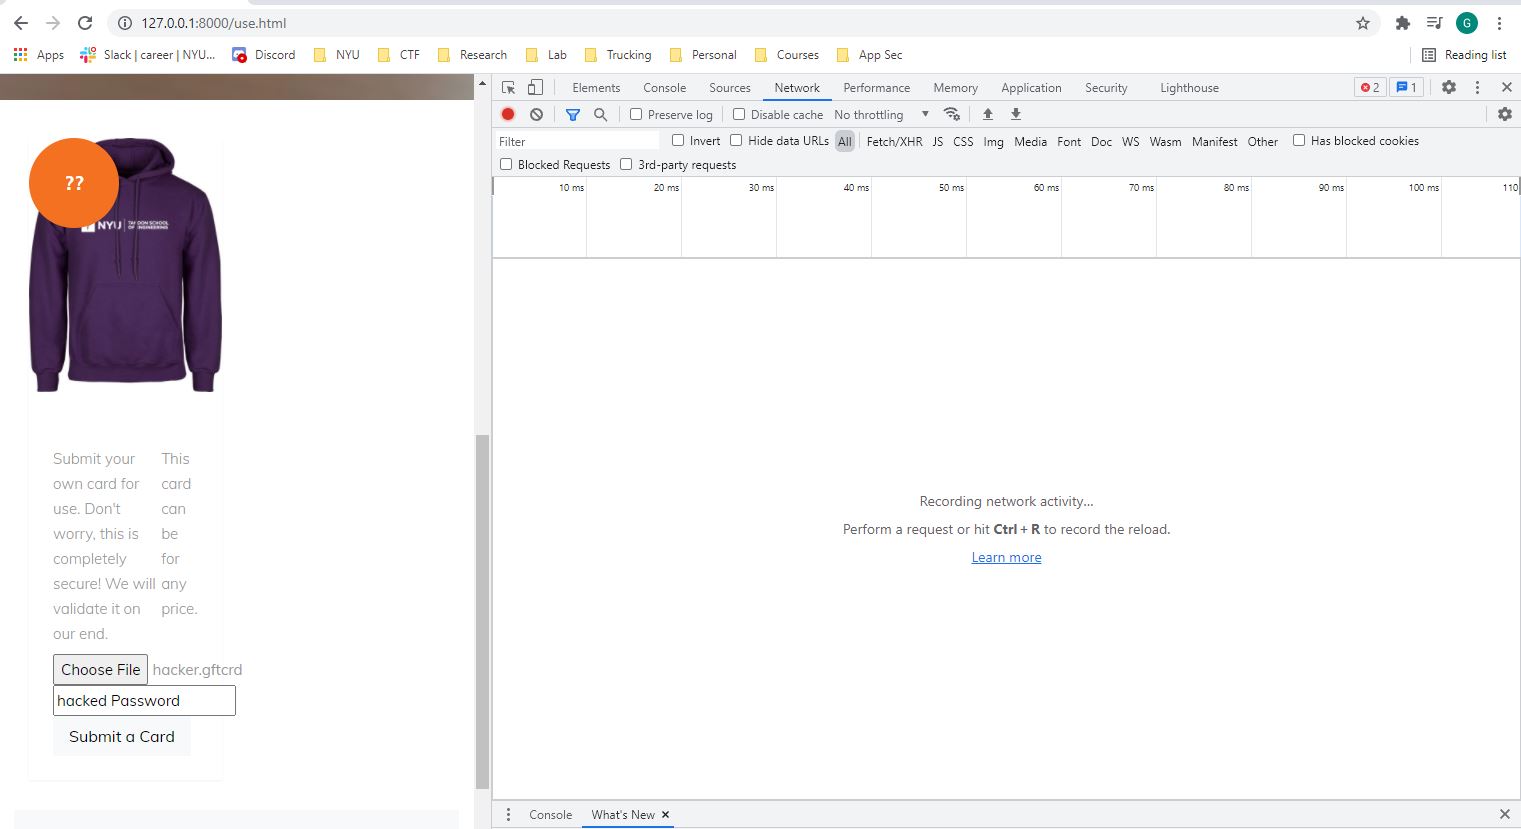 127.0.0.1:8000/use.html
G
Apps Slack | career | NYU... Discord NYU CTF Research Lab Trucking Personal Courses App Sec Reading list
Elements Console Sources Network Performance Memory Application Security Lighthouse 2 1
Preserve log Disable cache No throttling
Filter Invert Hide data URLs All Fetch/XHR JS CSS Img Media Font Doc WS Wasm Manifest Other Has blocked cookies
Blocked Requests 3rd-party requests
10 ms 20 ms 30 ms 40 ms 50 ms 60 ms 70 ms 80 ms 90 ms 100 ms 110
??
NYU TANDON SCHOOL
OF ENGINEERING
Submit your
own card for
use. Don't
worry, this is
completely
secure! We will
validate it on
our end.
This
card
can
be
for
any
price.
Choose File hacker.gftcrd
hacked Password
Submit a Card
Recording network activity...
Perform a request or hit Ctrl + R to record the reload.
Learn more
Console What's New